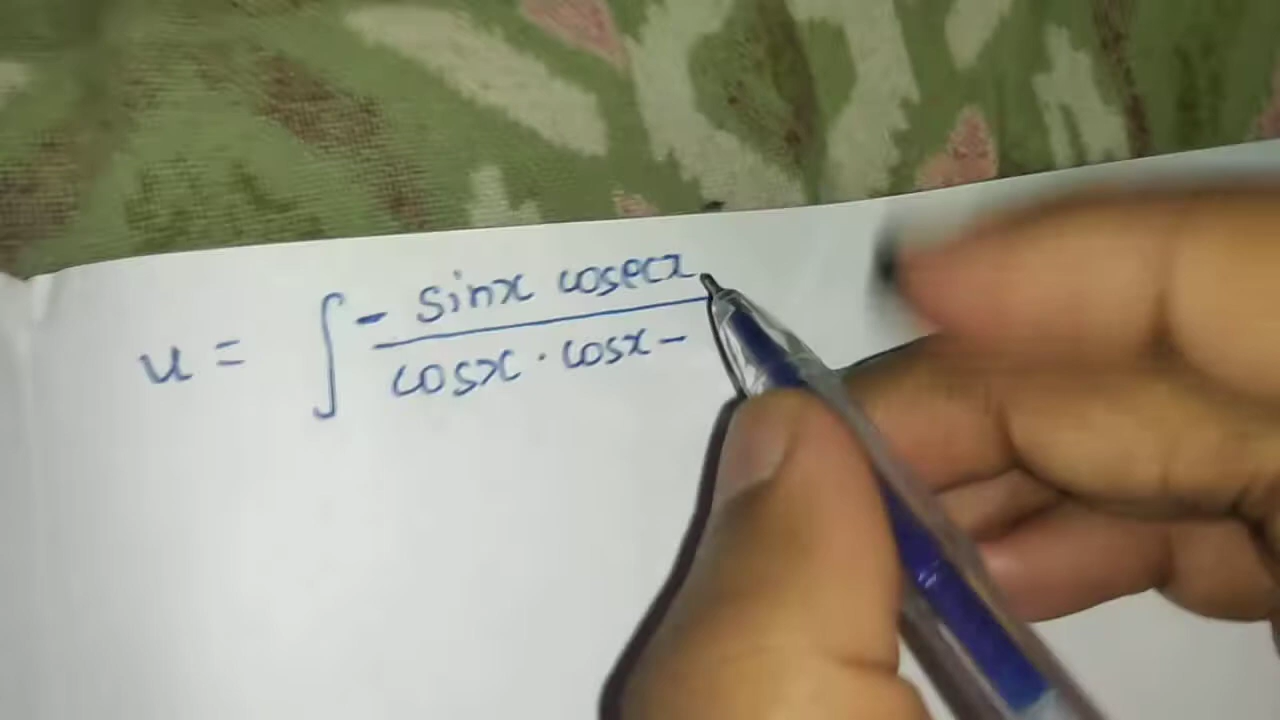 u = ∫ - sinx cosecx / cosx · cosx -